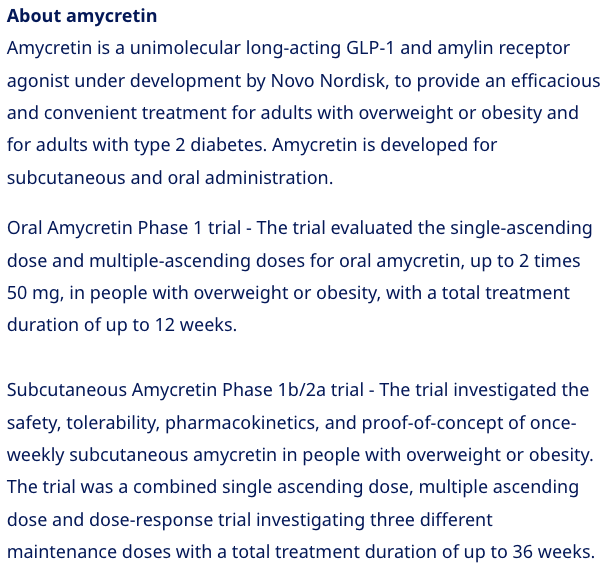 About amycretin
Amycretin is a unimolecular long-acting GLP-1 and amylin receptor
agonist under development by Novo Nordisk, to provide an efficacious
and convenient treatment for adults with overweight or obesity and
for adults with type 2 diabetes. Amycretin is developed for
subcutaneous and oral administration.
Oral Amycretin Phase 1 trial - The trial evaluated the single-ascending
dose and multiple-ascending doses for oral amycretin, up to 2 times
50 mg, in people with overweight or obesity, with a total treatment
duration of up to 12 weeks.
Subcutaneous Amycretin Phase 1b/2a trial - The trial investigated the
safety, tolerability, pharmacokinetics, and proof-of-concept of once-
weekly subcutaneous amycretin in people with overweight or obesity.
The trial was a combined single ascending dose, multiple ascending
dose and dose-response trial investigating three different
maintenance doses with a total treatment duration of up to 36 weeks.